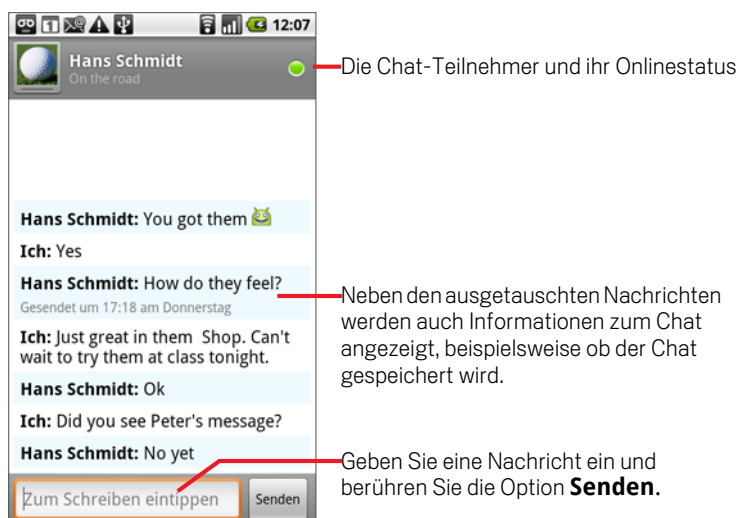 1 12:07
Hans Schmidt
On the road
Die Chat-Teilnehmer und ihr Onlinestatus
Hans Schmidt: You got them
Ich: Yes
Hans Schmidt: How do they feel?
Gesendet um 17:18 am Donnerstag
Neben den ausgetauschten Nachrichten
werden auch Informationen zum Chat
angezeigt, beispielsweise ob der Chat
gespeichert wird.
Ich: Just great in them Shop. Can't
wait to try them at class tonight.
Hans Schmidt: Ok
Ich: Did you see Peter's message?
Hans Schmidt: No yet
Geben Sie eine Nachricht ein und
berühren Sie die Option Senden.
Zum Schreiben eintippen Senden